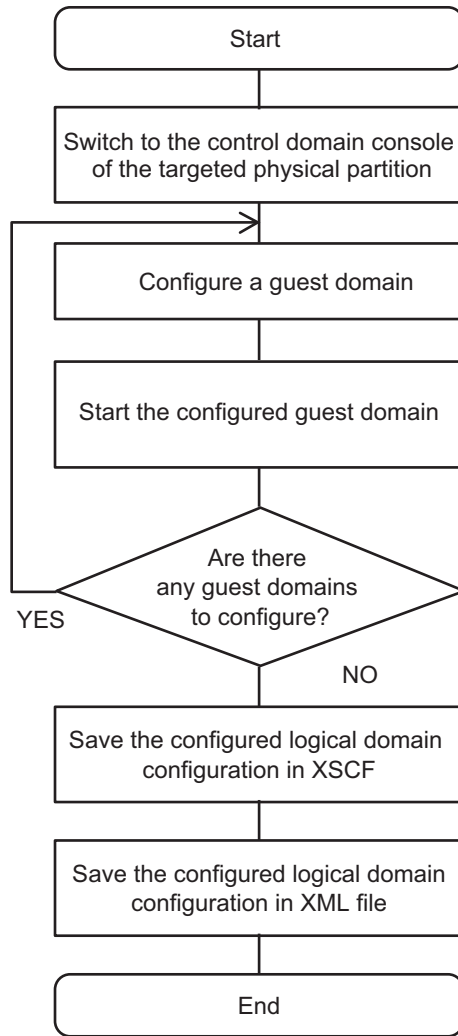 Start
Switch to the control domain console
of the targeted physical partition
Configure a guest domain
Start the configured guest domain
Are there
any guest domains
to configure?
YES
NO
Save the configured logical domain
configuration in XSCF
Save the configured logical domain
configuration in XML file
End